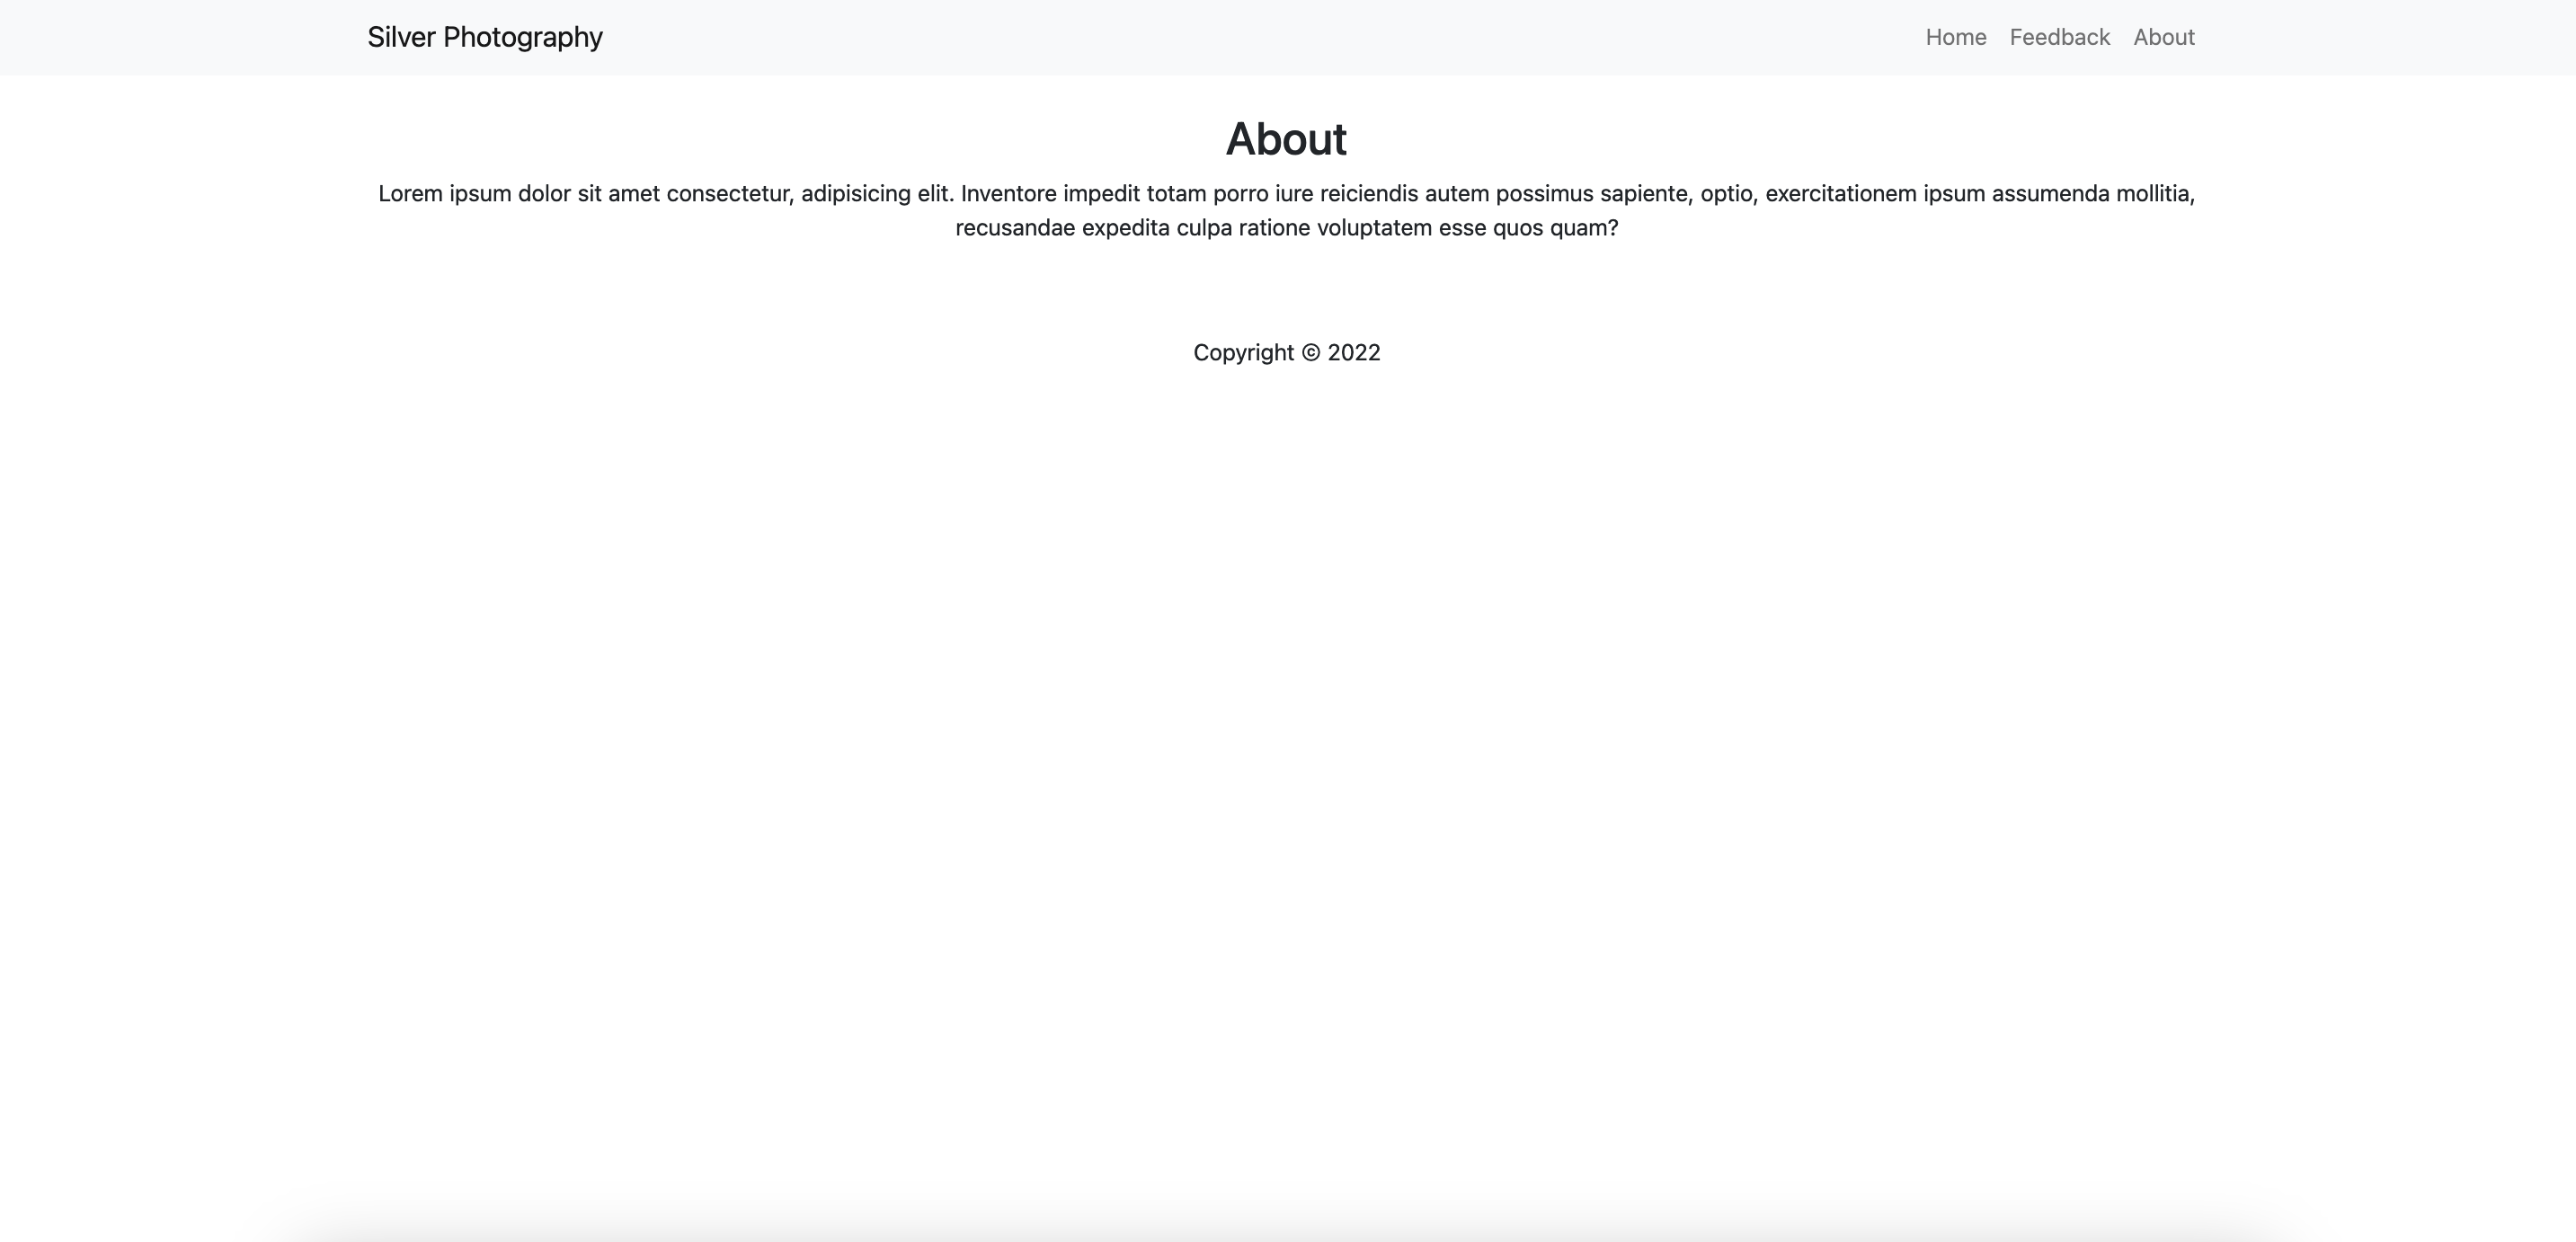 Silver Photography
Home Feedback About
About
Lorem ipsum dolor sit amet consectetur, adipisicing elit. Inventore impedit totam porro iure reiciendis autem possimus sapiente, optio, exercitationem ipsum assumenda mollitia,
recusandae expedita culpa ratione voluptatem esse quos quam?
Copyright © 2022